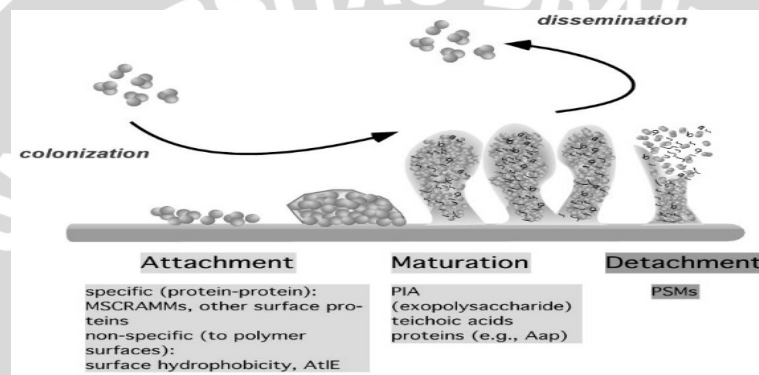 dissemination
colonization
Attachment
Maturation
Detachment
specific (protein-protein):
MSCRAMMs, other surface pro-
teins
non-specific (to polymer
surfaces):
surface hydrophobicity, AtlE
PIA
(exopolysaccharide)
teichoic acids
proteins (e.g., Aap)
PSMs